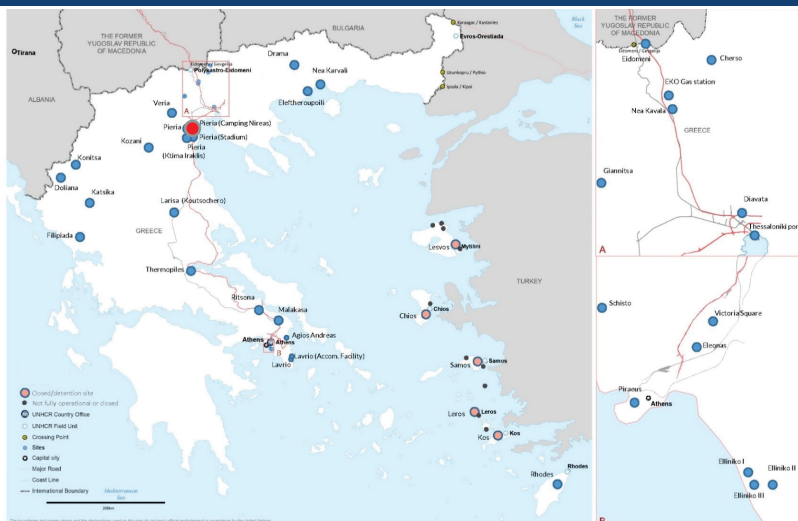 BULGARIA
Black
Sea
THE FORMER
YUGOSLAV REPUBLIC
OF MACEDONIA
Tirana
ALBANIA
Evros-Orestiada
Polykastro-Eidomeni
A
Drama
Nea Karvali
Eleftheroupoili
Veria
Pieria
Pieria (Camping Nireas)
Pieria (Stadium)
Pieria
(Ktima Iraklis)
Kozani
Konitsa
Doliana
Katsika
Filipiada
Larisa (Koutsochero)
GREECE
Thermopiles
Ritsona
Malakasa
Agios Andreas
Athens
Athens
B
Lavrio (Accom. Facility)
Lavrio
TURKEY
Lesvos
Mytilini
Chios
Chios
Samos
Samos
Leros
Leros
Kos
Kos
Rhodes
Rhodes
Closed/detention site
Not fully operational or closed
UNHCR Country Office
UNHCR Field Unit
Crossing Point
Sites
Capital city
Major Road
Coast Line
International Boundary
Mediterranean
Sea
THE FORMER
YUGOSLAV REPUBLIC
OF MACEDONIA
Eidomeni
Cherso
EKO Gas station
Nea Kavala
GREECE
Giannitsa
Diavata
Thessaloniki por
A
Schisto
Victoria Square
Eleonas
Piraeus
Athens
Elliniko I
Elliniko II
Elliniko III
B